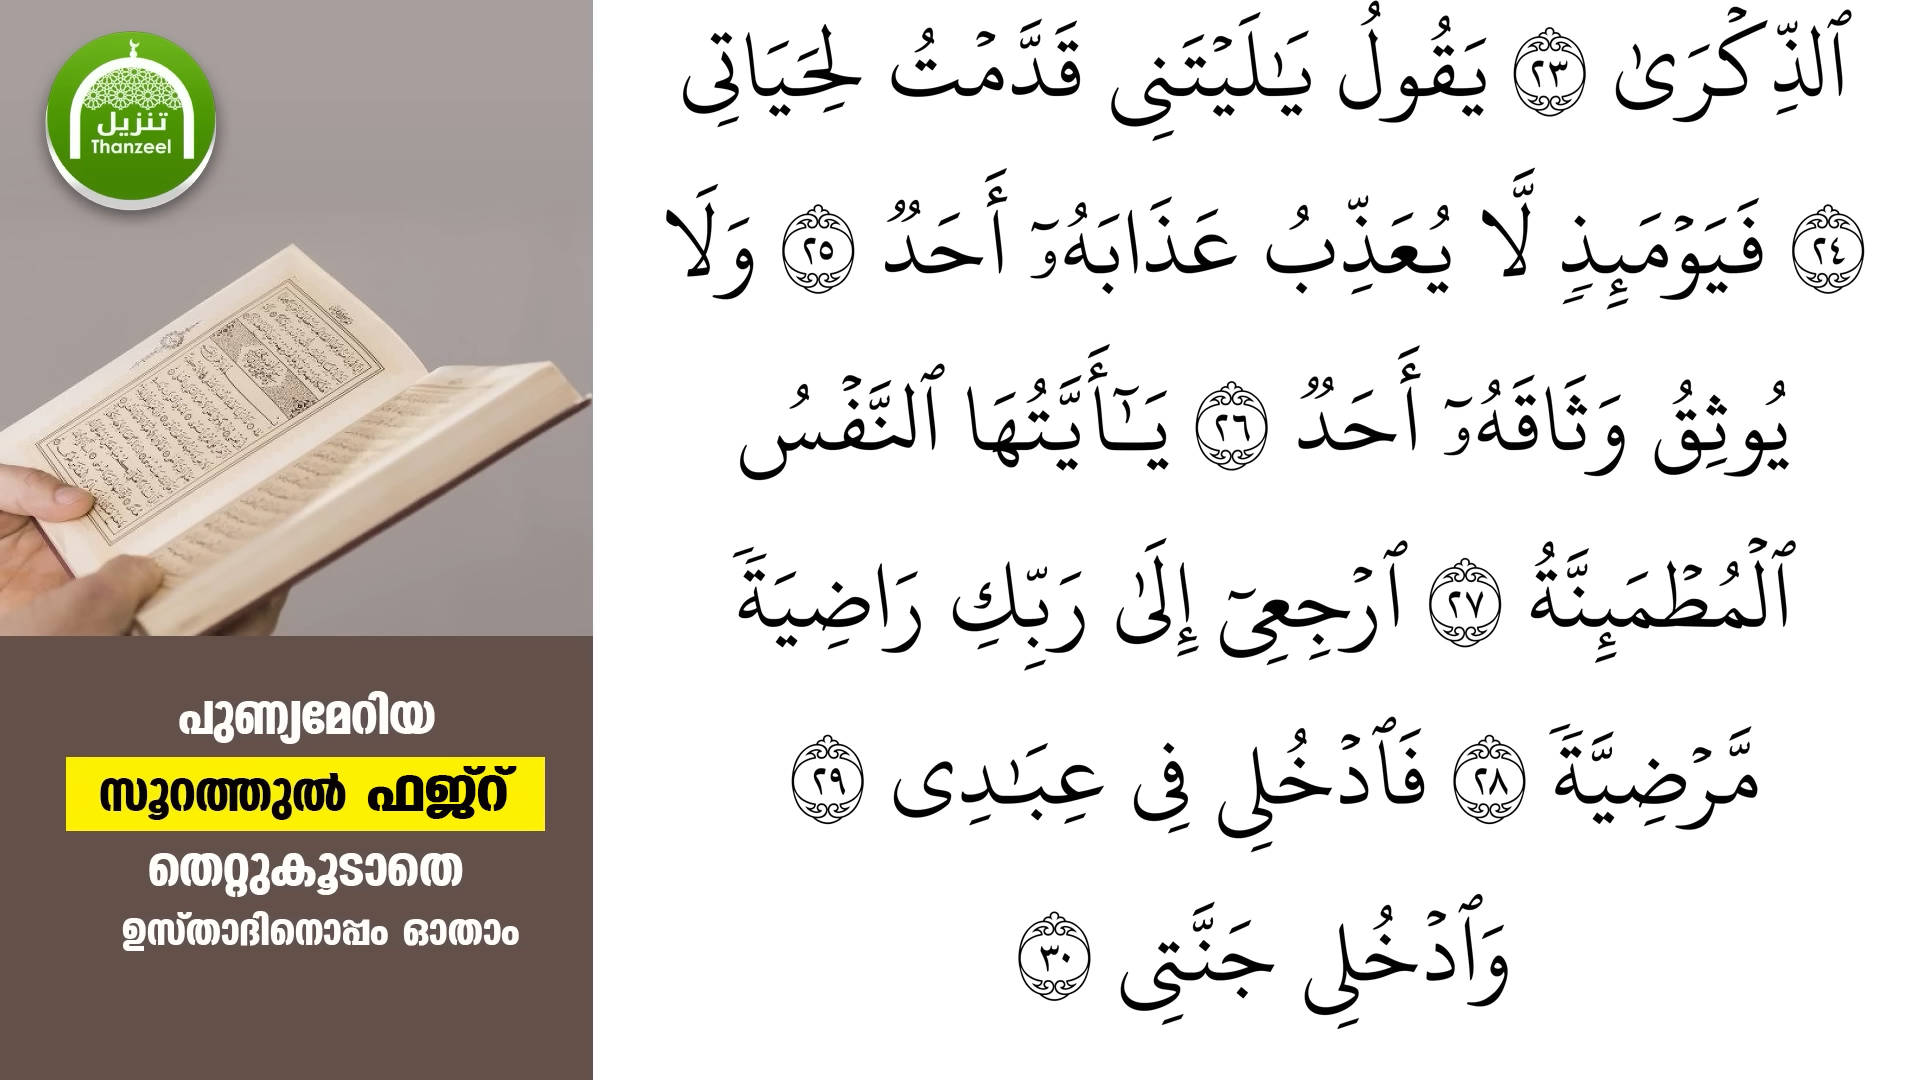 تنزيل
Thanzeel
പുണ്യമേറിയ
സൂറത്തുൽ ഫജ്റ്
തെറ്റുകൂടാതെ
ഉസ്താദിനൊപ്പം ഓതാം
ٱلذِّكْرَىٰ ٢٣ يَقُولُ يَـٰلَيْتَنِى قَدَّمْتُ لِحَيَاتِى
٢٤ فَيَوْمَئِذٍ لَّا يُعَذِّبُ عَذَابَهُۥٓ أَحَدٌ ٢٥ وَلَا
يُوثِقُ وَثَاقَهُۥٓ أَحَدٌ ٢٦ يَـٰٓأَيَّتُهَا ٱلنَّفْسُ
ٱلْمُطْمَئِنَّةُ ٢٧ ٱرْجِعِىٓ إِلَىٰ رَبِّكِ رَاضِيَةً
مَّرْضِيَّةً ٢٨ فَٱدْخُلِى فِى عِبَـٰدِى ٢٩
وَٱدْخُلِى جَنَّتِى ٣٠